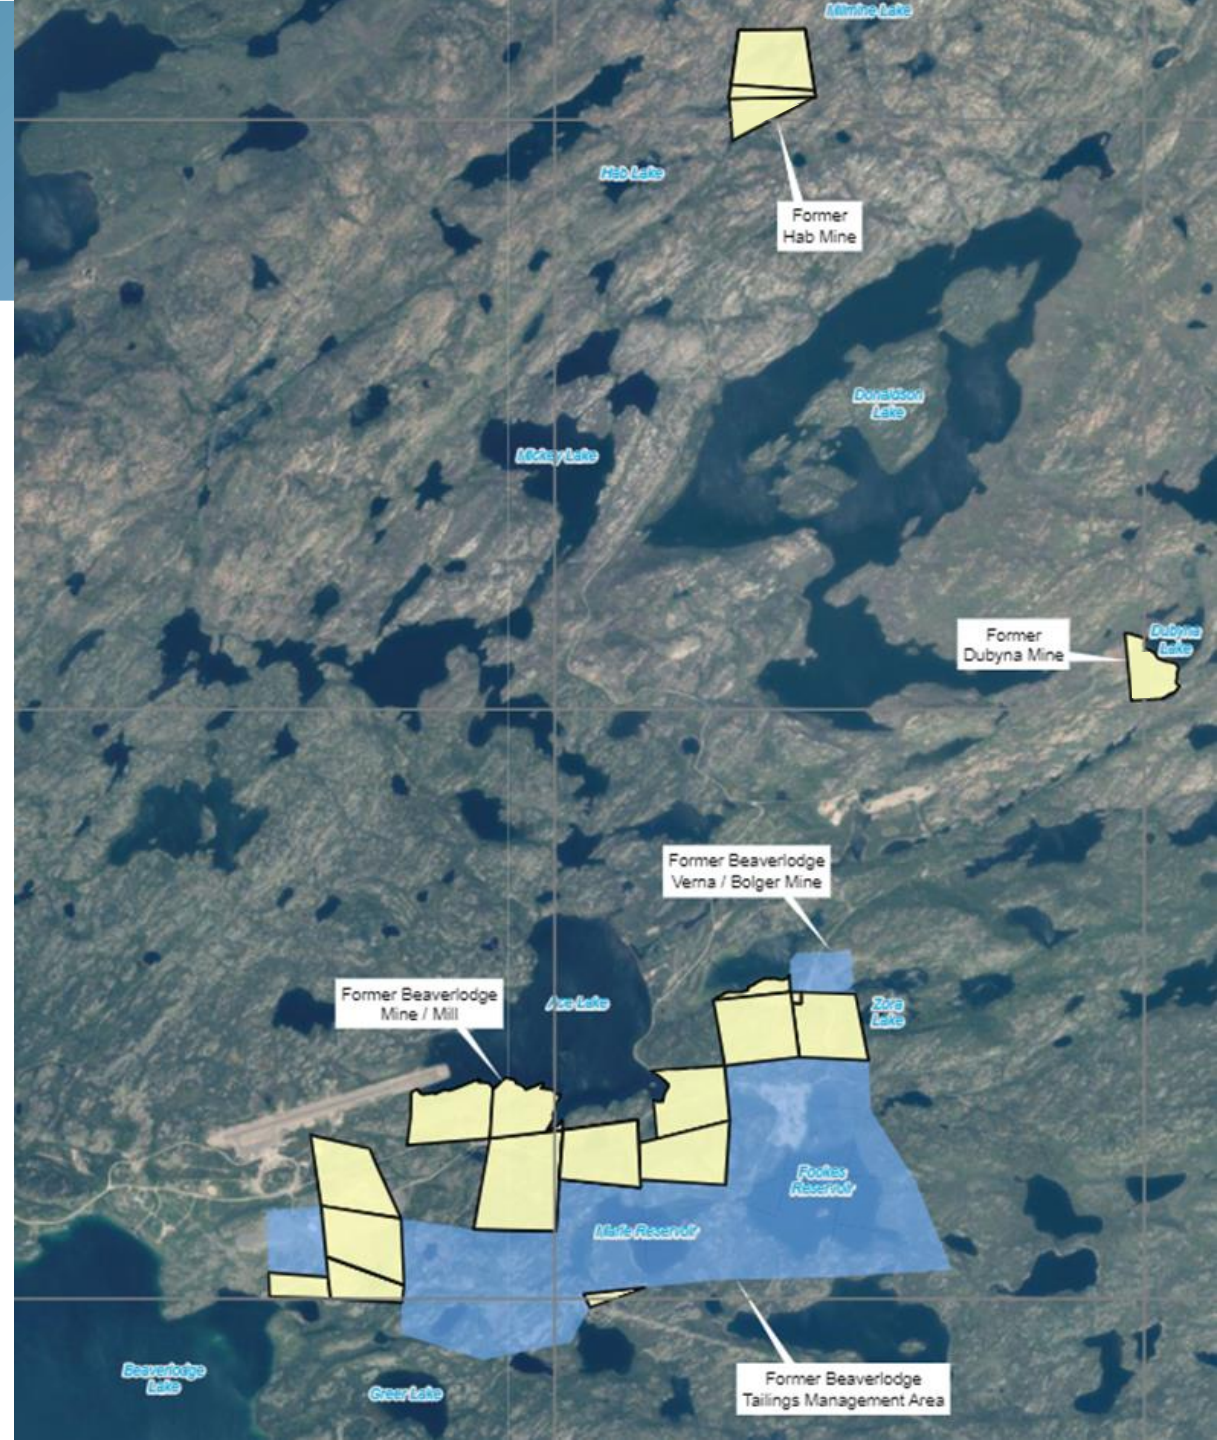 Milmine Lake
Hab Lake
Former
Hab Mine
Donaldson
Lake
Mickey Lake
Former
Dubyna Mine
Dubyna
Lake
Former Beaverlodge
Verna / Bolger Mine
Former Beaverlodge
Mine / Mill
Ace Lake
Zora
Lake
Fookes
Reservoir
Marie Reservoir
Beaverlodge
Lake
Greer Lake
Former Beaverlodge
Tailings Management Area